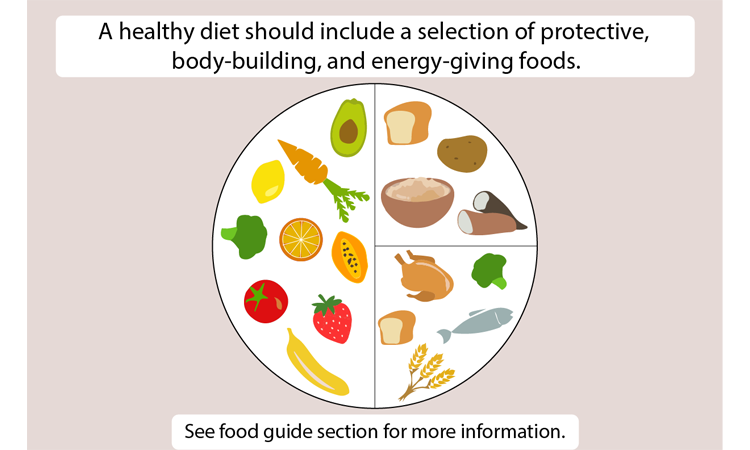 A healthy diet should include a selection of protective,
body-building, and energy-giving foods.
See food guide section for more information.